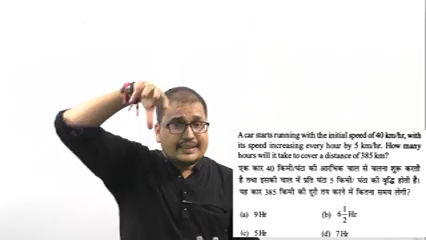 A car starts running with the initial speed of 40 km/hr, with
its speed increasing every hour by 5 km/hr. How many
hours will it take to cover a distance of 385 km?
एक कार 40 किमी/घंटा की आरंभिक चाल से चलना शुरू करती
है तथा इसकी चाल में प्रति घंटा 5 किमी/ घंटा की वृद्धि होती है।
यह कार 385 किमी की दूरी तय करने में कितना समय लेगी?
(a) 9 Hr (b) 6 1/2 Hr
(c) 5 Hr (d) 7 Hr